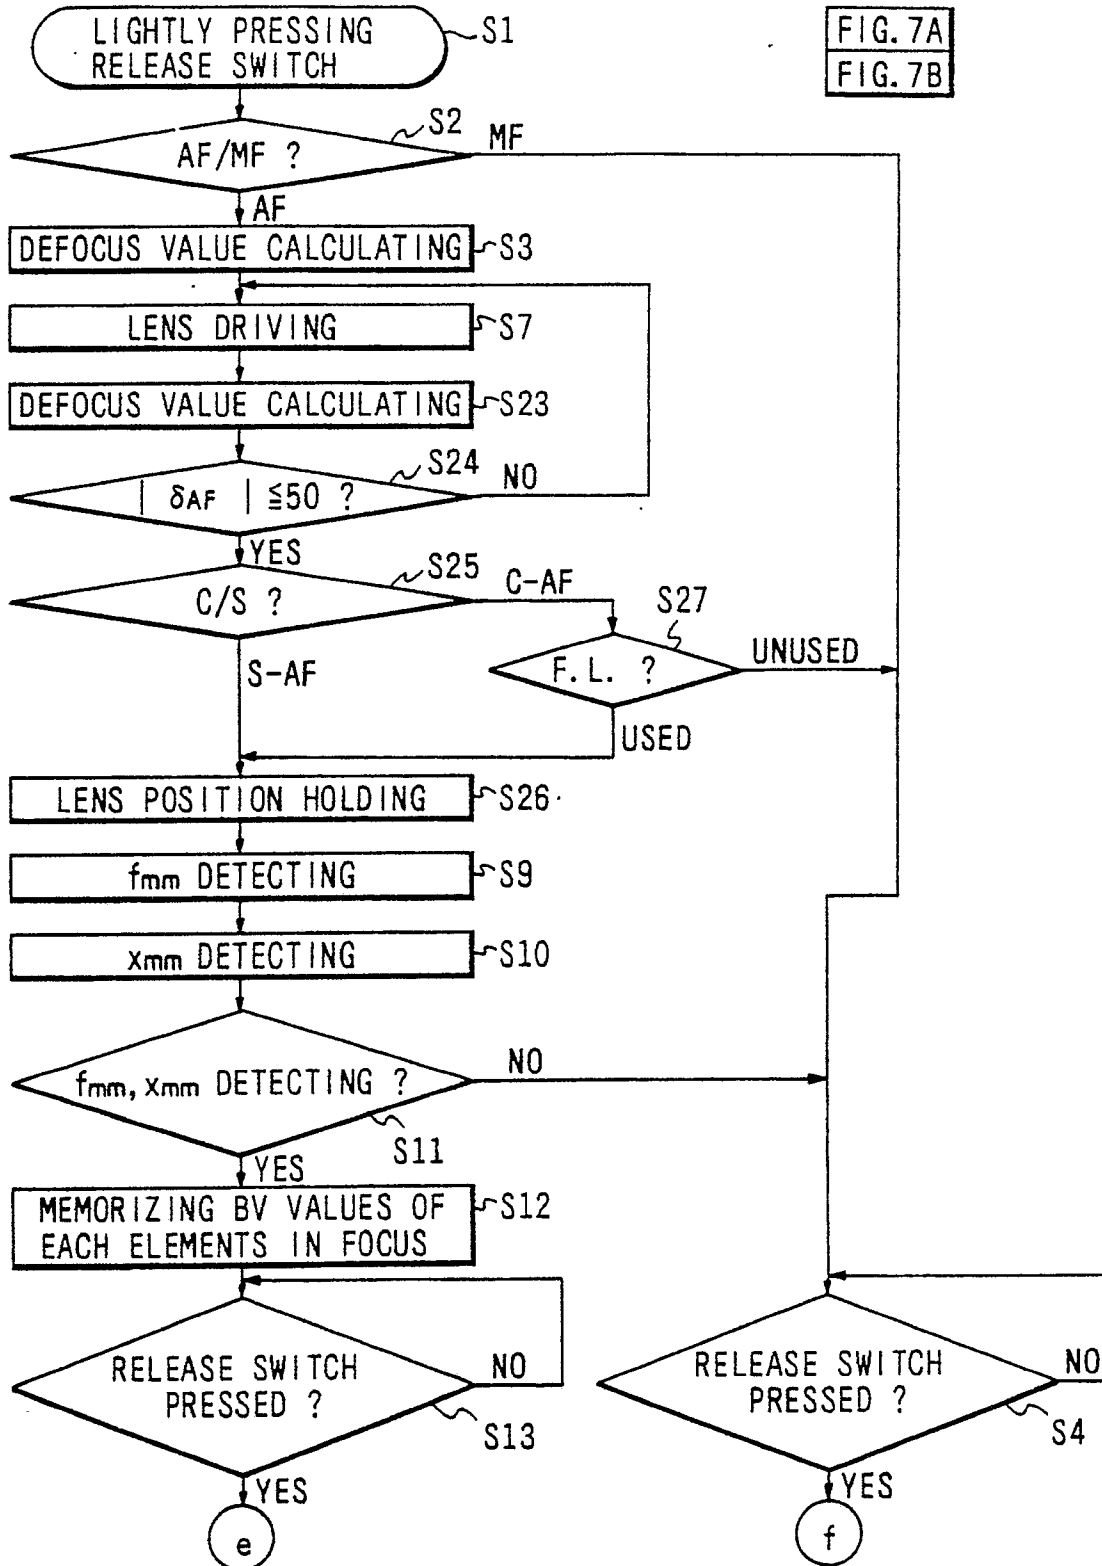 LIGHTLY PRESSING
RELEASE SWITCH
S1
FIG. 7A
FIG. 7B
S2
MF
AF/MF ?
AF
DEFOCUS VALUE CALCULATING
S3
LENS DRIVING
S7
DEFOCUS VALUE CALCULATING
S23
S24
NO
| δAF | ≦50 ?
YES
S25
C-AF
C/S ?
S27
S-AF
F. L. ?
UNUSED
USED
LENS POSITION HOLDING
S26
fmm DETECTING
S9
xmm DETECTING
S10
fmm, xmm DETECTING ?
NO
S11
YES
MEMORIZING BV VALUES OF
EACH ELEMENTS IN FOCUS
S12
RELEASE SWITCH
PRESSED ?
NO
S13
YES
e
RELEASE SWITCH
PRESSED ?
NO
S4
YES
f